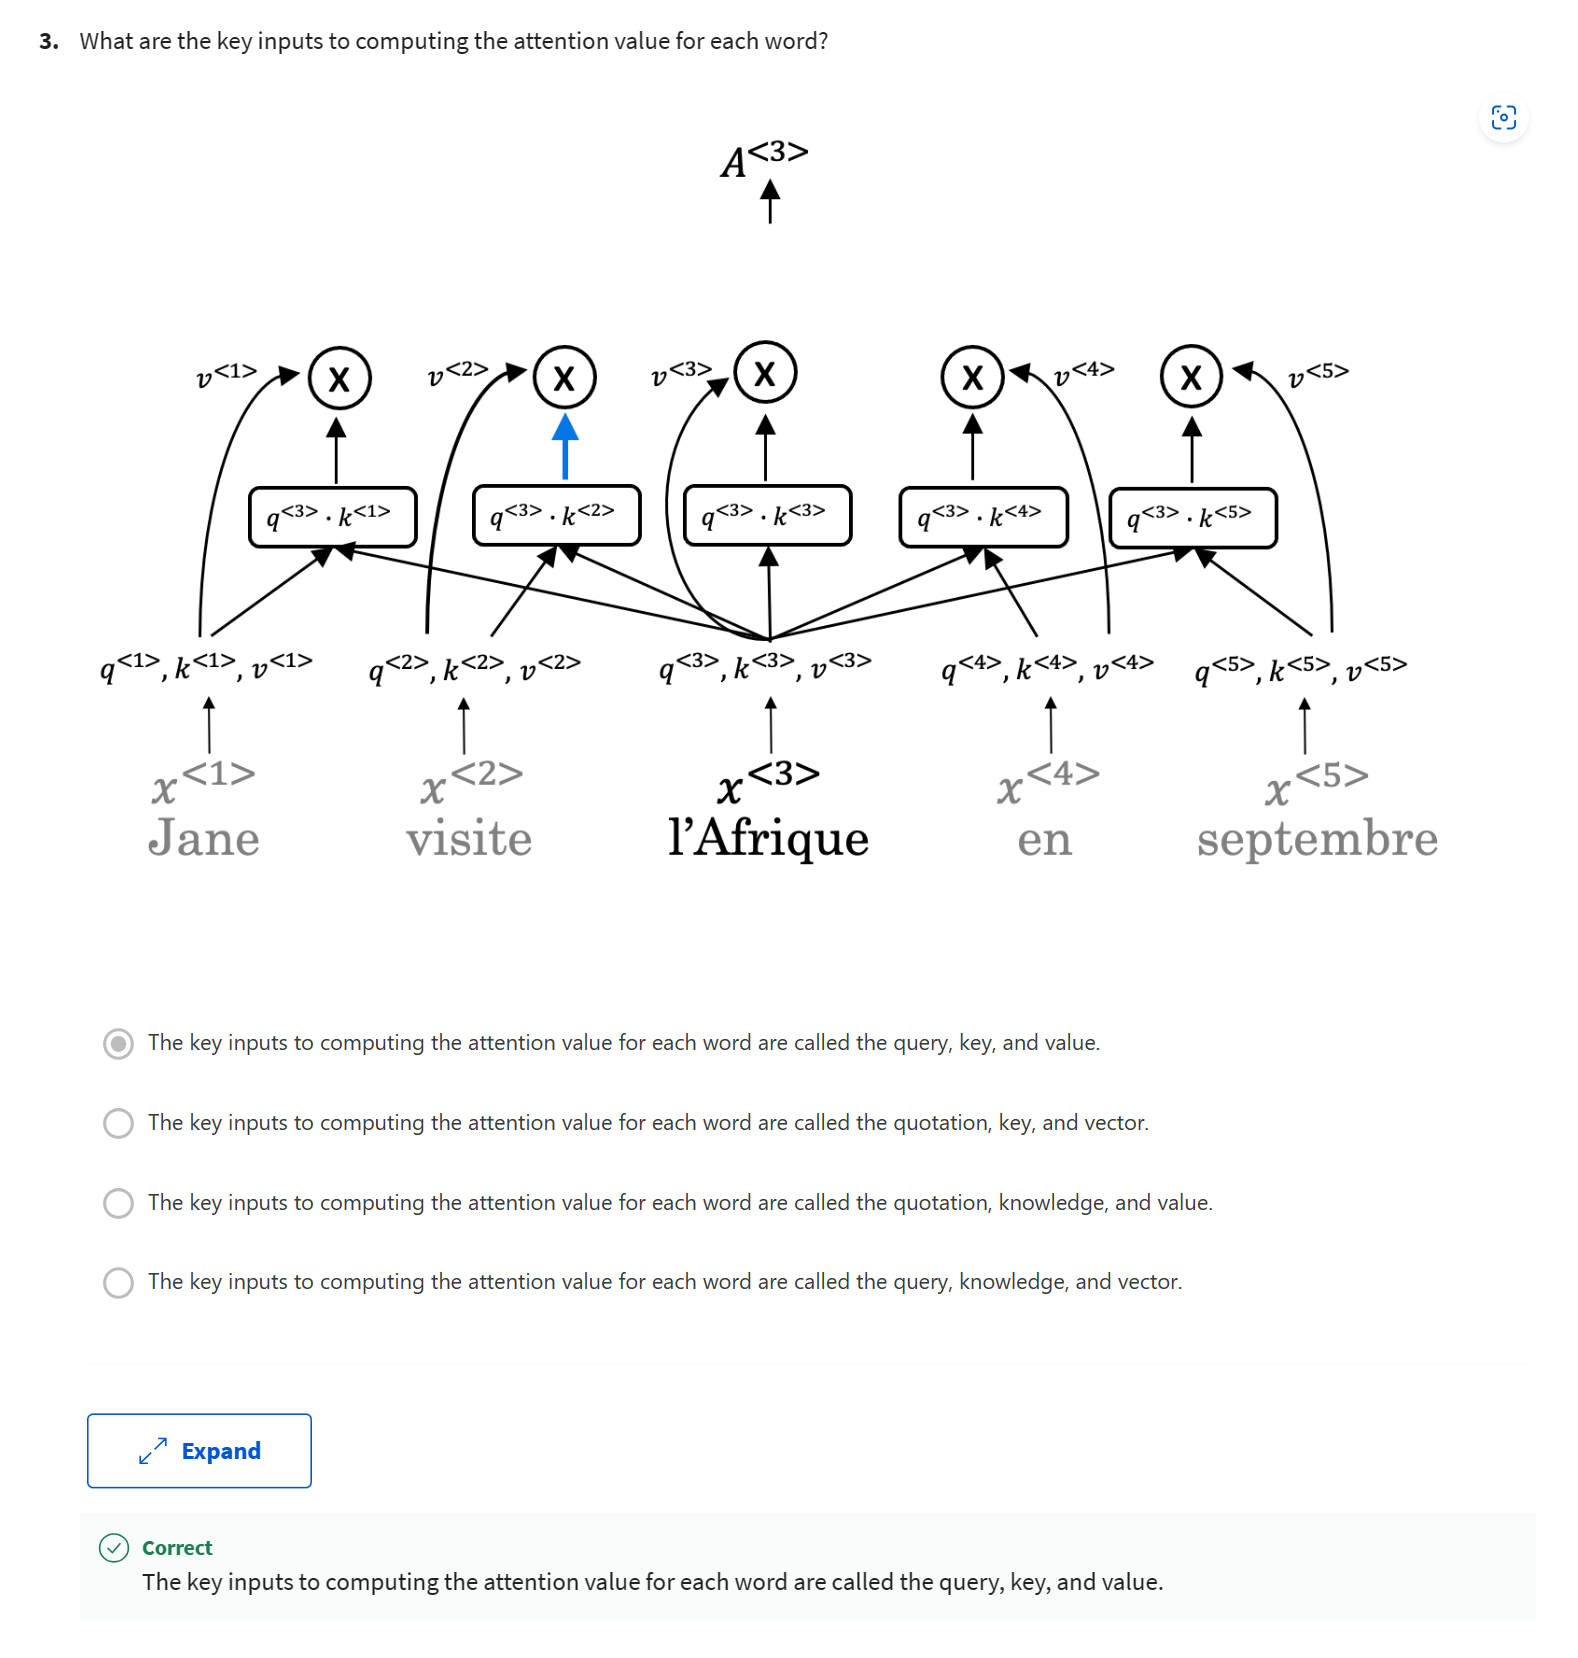 3. What are the key inputs to computing the attention value for each word?
A<3>
v<1> X v<2> X v<3> X X v<4> X v<5>
q<3> · k<1> q<3> · k<2> q<3> · k<3> q<3> · k<4> q<3> · k<5>
q<1>, k<1>, v<1> q<2>, k<2>, v<2> q<3>, k<3>, v<3> q<4>, k<4>, v<4> q<5>, k<5>, v<5>
x<1> x<2> x<3> x<4> x<5>
Jane visite l’Afrique en septembre
The key inputs to computing the attention value for each word are called the query, key, and value.
The key inputs to computing the attention value for each word are called the quotation, key, and vector.
The key inputs to computing the attention value for each word are called the quotation, knowledge, and value.
The key inputs to computing the attention value for each word are called the query, knowledge, and vector.
Expand
Correct
The key inputs to computing the attention value for each word are called the query, key, and value.